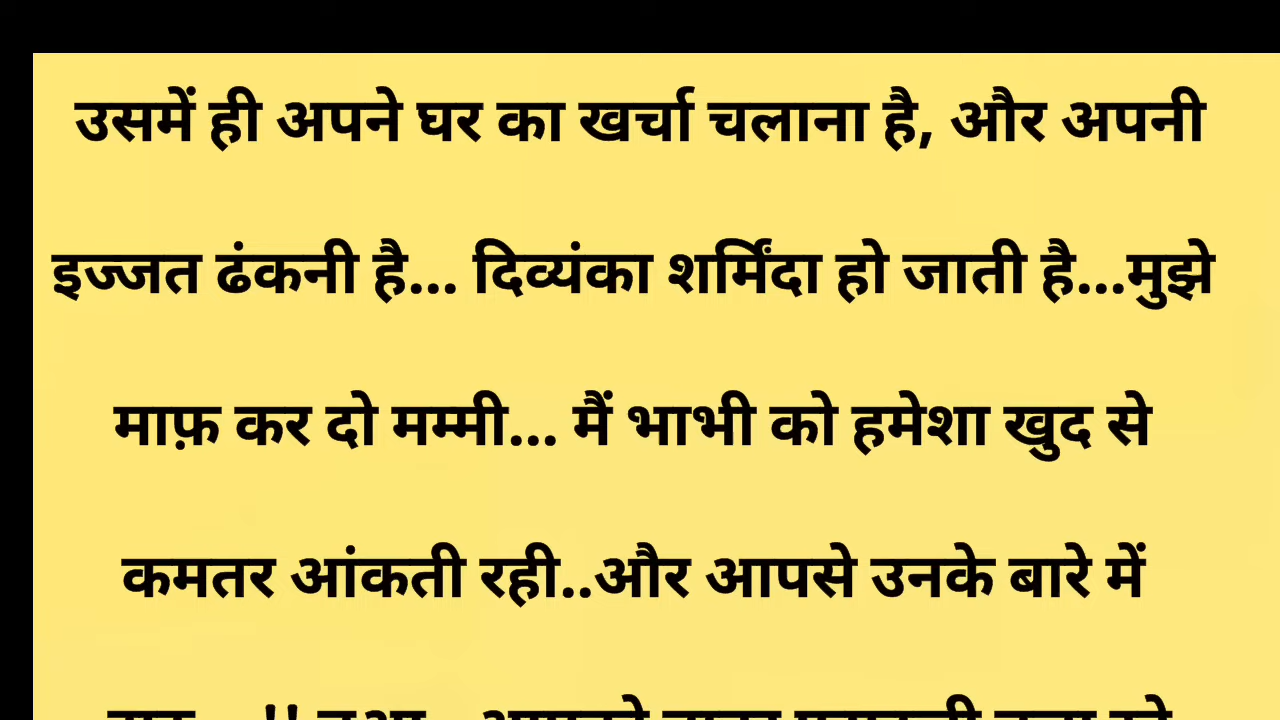 उसमें ही अपने घर का खर्चा चलाना है, और अपनी
इज्जत ढंकनी है... दिव्यंका शर्मिंदा हो जाती है...मुझे
माफ़ कर दो मम्मी... मैं भाभी को हमेशा खुद से
कमतर आंकती रही..और आपसे उनके बारे में